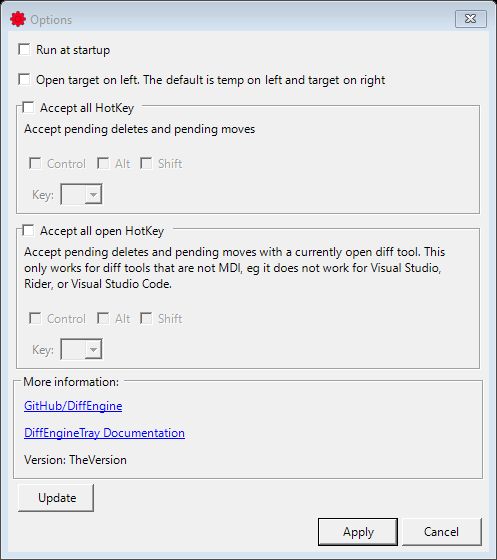 Options
Run at startup
Open target on left. The default is temp on left and target on right
Accept all HotKey
Accept pending deletes and pending moves
Control Alt Shift
Key:
Accept all open HotKey
Accept pending deletes and pending moves with a currently open diff tool. This
only works for diff tools that are not MDI, eg it does not work for Visual Studio,
Rider, or Visual Studio Code.
Control Alt Shift
Key:
More information:
GitHub/DiffEngine
DiffEngineTray Documentation
Version: TheVersion
Update
Apply Cancel